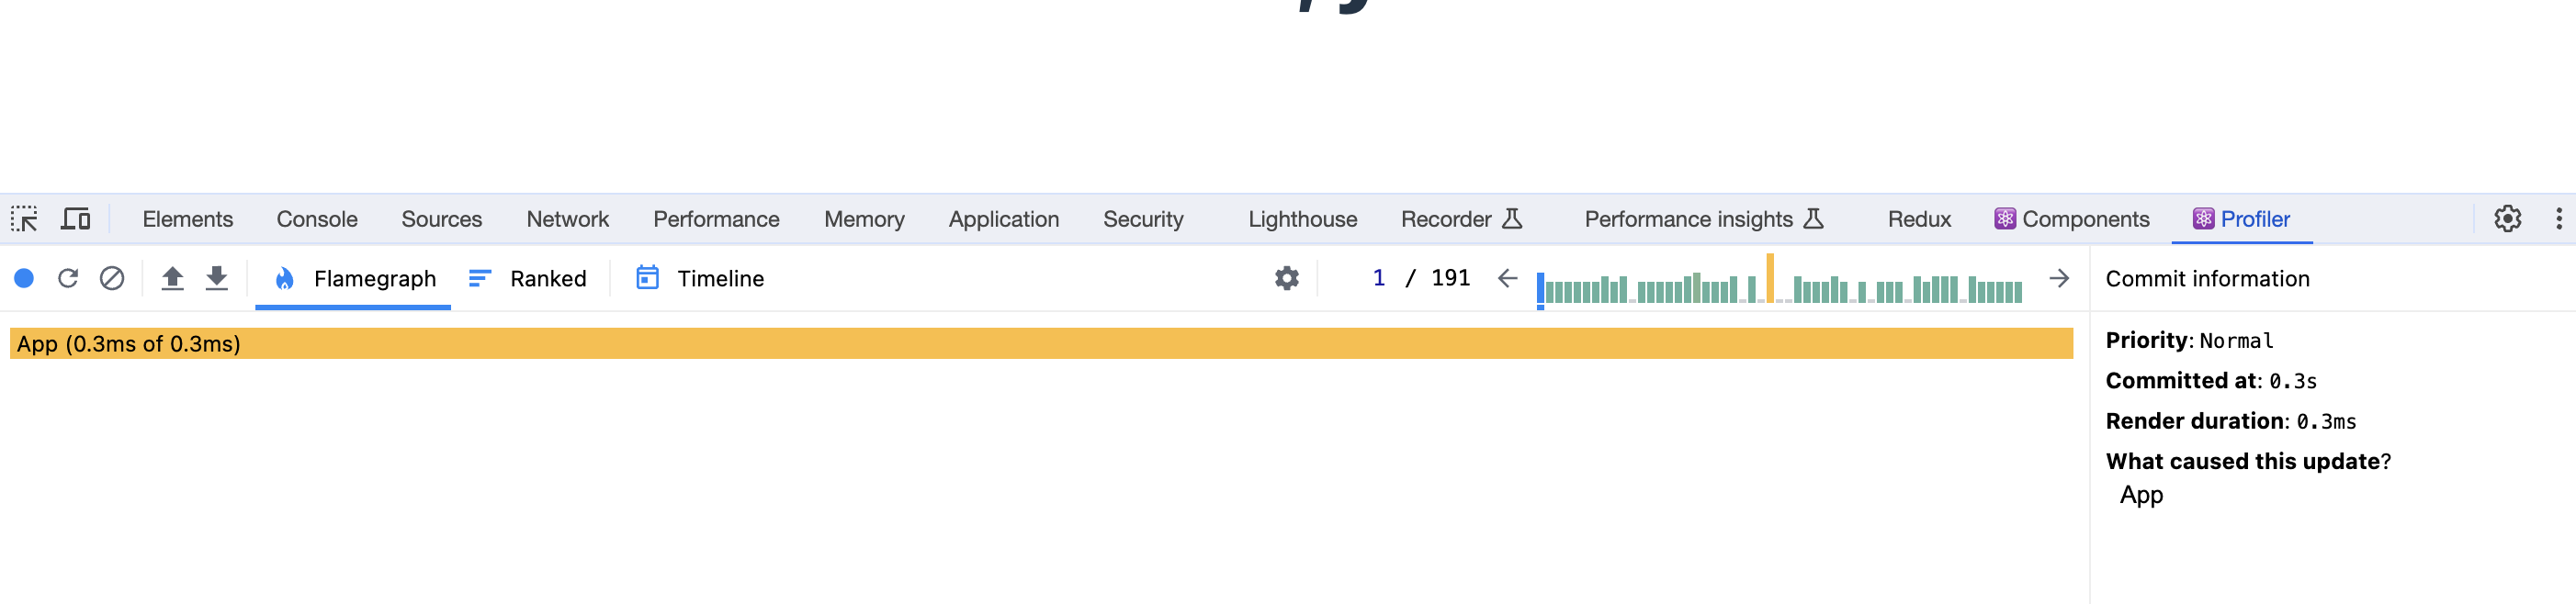 Elements Console Sources Network Performance Memory Application Security Lighthouse Recorder Performance insights Redux Components Profiler
Flamegraph Ranked Timeline 1 / 191 Commit information
App (0.3ms of 0.3ms)
Priority: Normal
Committed at: 0.3s
Render duration: 0.3ms
What caused this update?
App